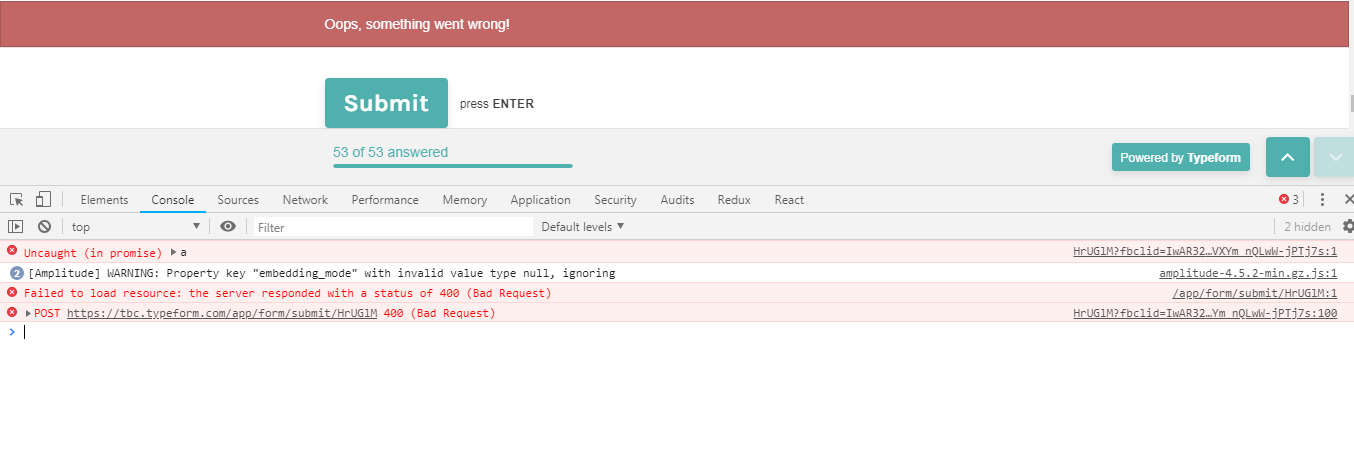 Oops, something went wrong!
Submit press ENTER
53 of 53 answered
Powered by Typeform
Elements Console Sources Network Performance Memory Application Security Audits Redux React 3
top Filter Default levels 2 hidden
Uncaught (in promise) a HrUGlM?fbclid=IwAR32…VXYm nQLwW-jPTj7s:1
2 [Amplitude] WARNING: Property key "embedding_mode" with invalid value type null, ignoring amplitude-4.5.2-min.gz.js:1
Failed to load resource: the server responded with a status of 400 (Bad Request) /app/form/submit/HrUGlM:1
POST https://tbc.typeform.com/app/form/submit/HrUGlM 400 (Bad Request) HrUGlM?fbclid=IwAR32…Ym nQLwW-jPTj7s:100